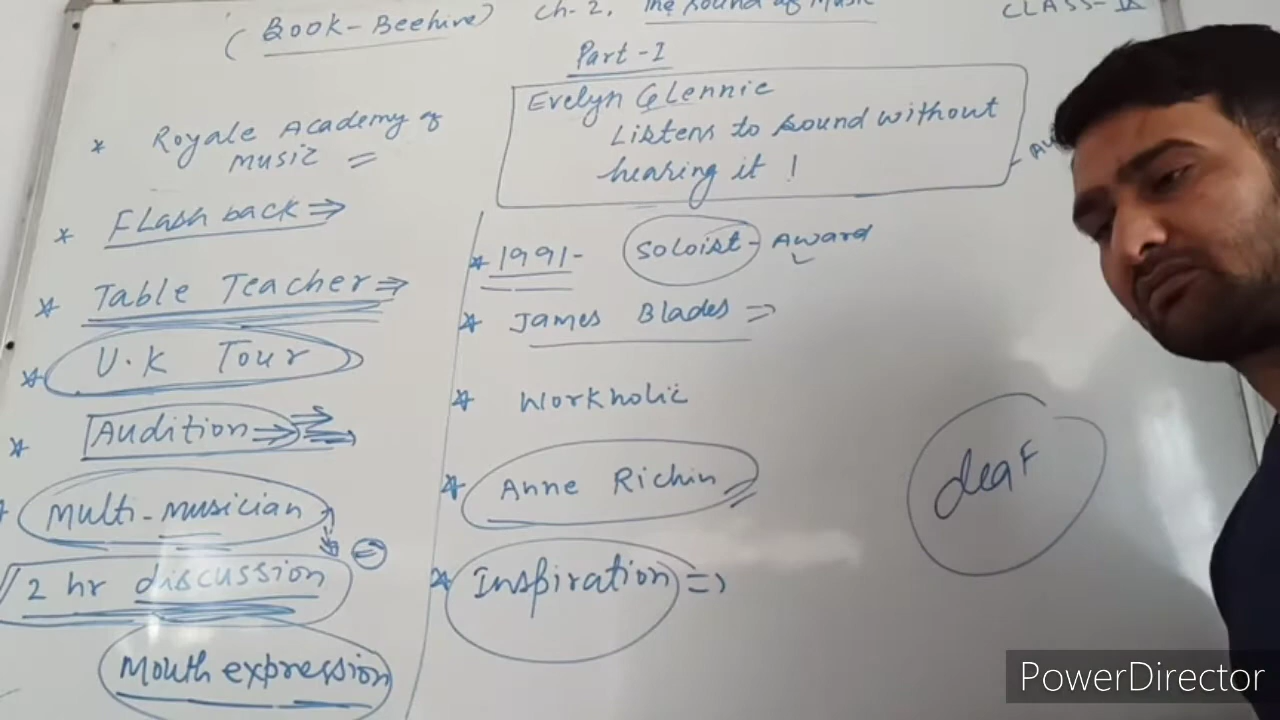 (Book-Beehive) Ch-2. The Sound of Music CLASS-IX
Part-I
Evelyn Glennie
Listens to sound without
hearing it !
* Royale Academy of
music =
* Flash back ⇒
* Table Teacher ⇒
* U.K Tour
* Audition ⇒
multi-musician
2 hr discussion
Mouth expression
* 1991- Soloist- Award
* James Blades ⇒
* Workholic
* Anne Richin
* Inspiration ⇒
deaf
PowerDirector